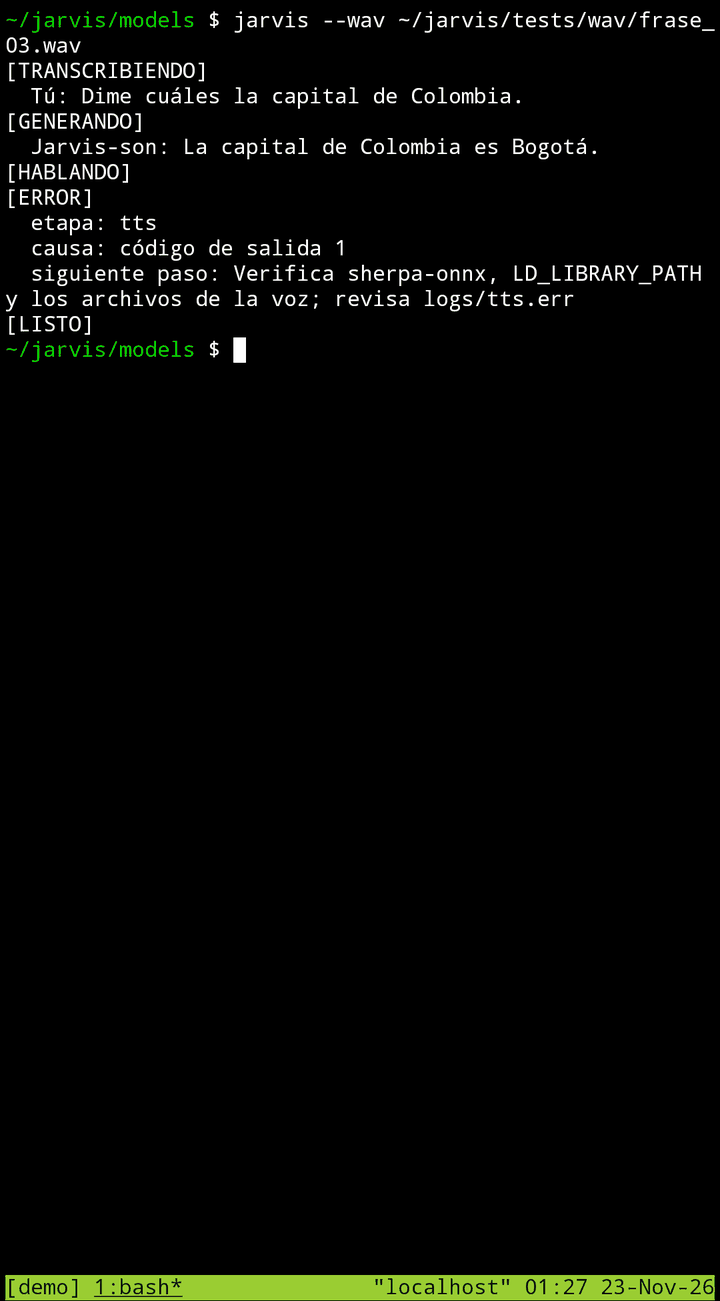 ~/jarvis/models $ jarvis --wav ~/jarvis/tests/wav/frase_
03.wav
[TRANSCRIBIENDO]
  Tú: Dime cuáles la capital de Colombia.
[GENERANDO]
  Jarvis-son: La capital de Colombia es Bogotá.
[HABLANDO]
[ERROR]
  etapa: tts
  causa: código de salida 1
  siguiente paso: Verifica sherpa-onnx, LD_LIBRARY_PATH
y los archivos de la voz; revisa logs/tts.err
[LISTO]
~/jarvis/models $
[demo] 1:bash* "localhost" 01:27 23-Nov-26